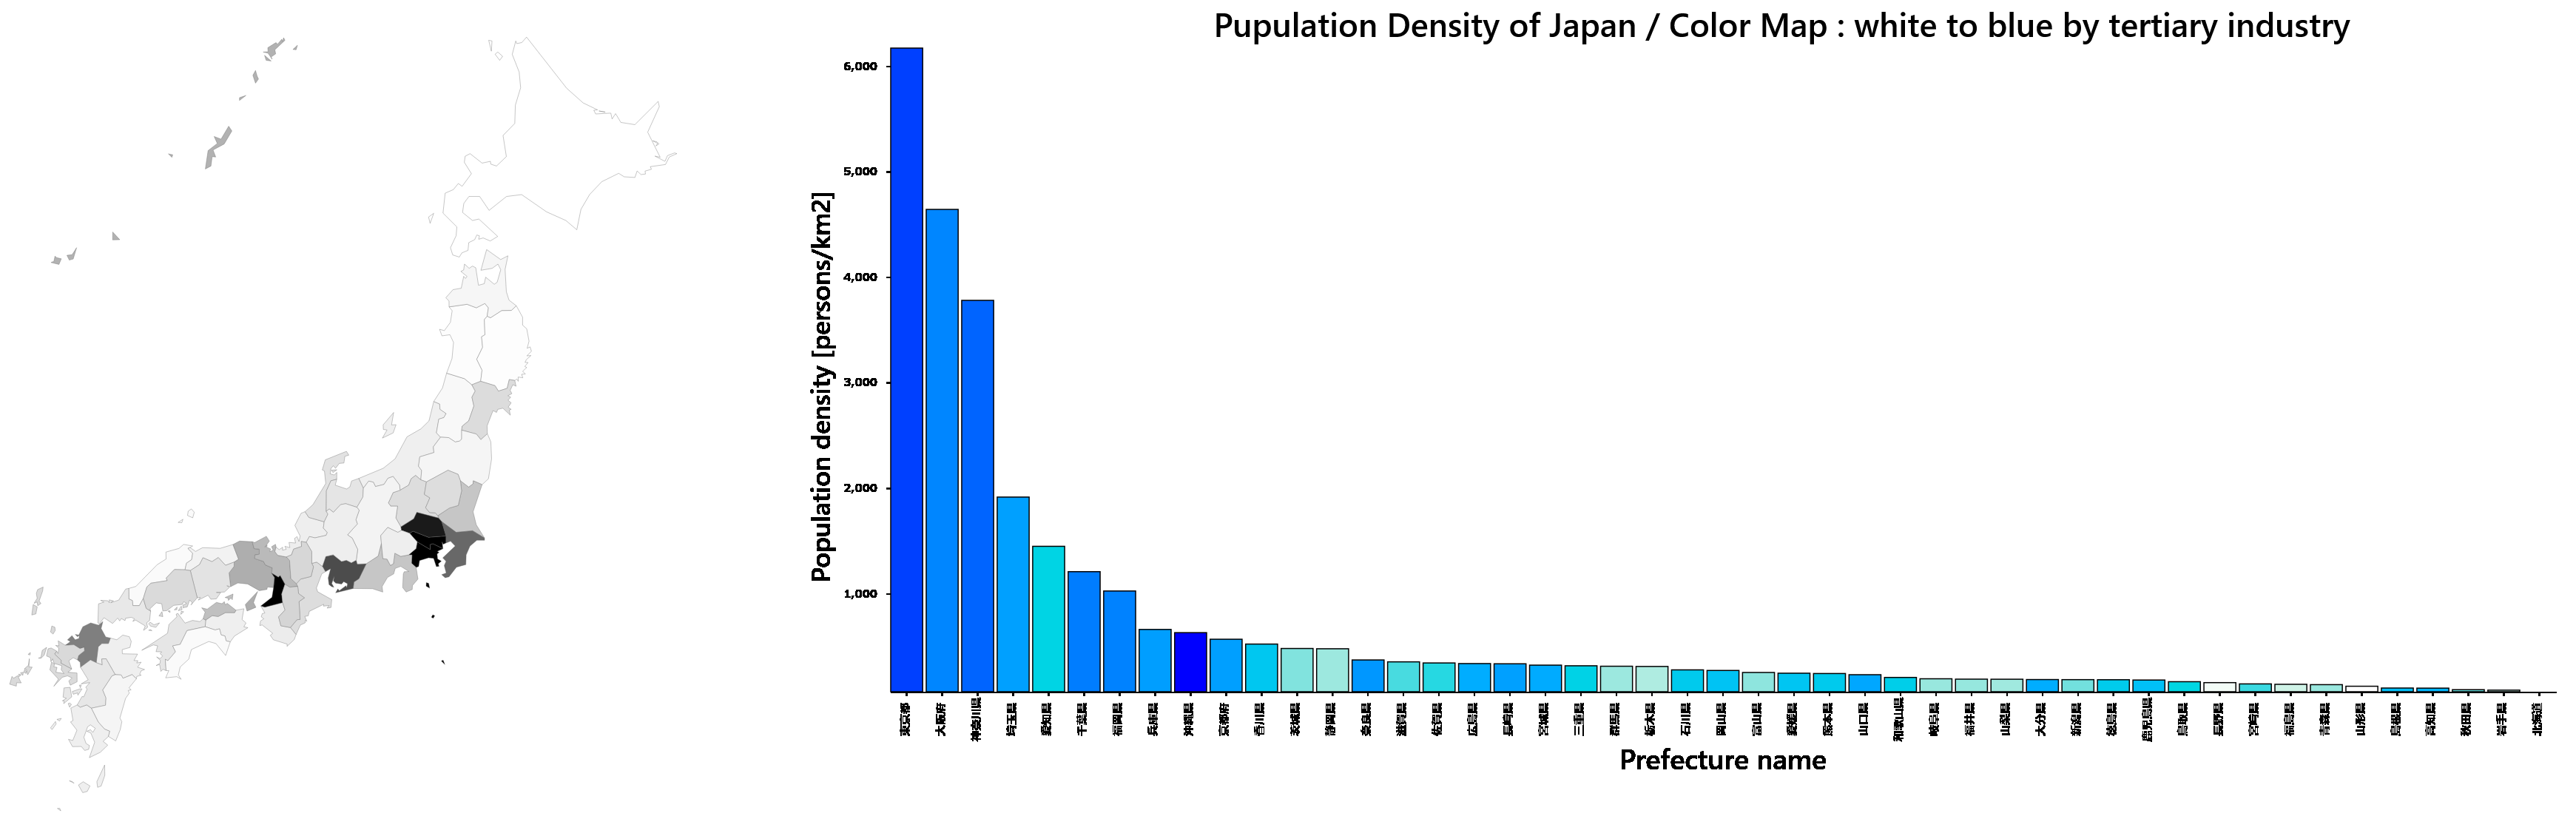 Pupulation Density of Japan / Color Map : white to blue by tertiary industry
Population density [persons/km2]
6,000
5,000
4,000
3,000
2,000
1,000
東京都
大阪府
神奈川県
埼玉県
愛知県
千葉県
福岡県
兵庫県
沖縄県
京都府
香川県
茨城県
静岡県
奈良県
滋賀県
佐賀県
広島県
長崎県
宮城県
三重県
群馬県
栃木県
石川県
岡山県
富山県
愛媛県
熊本県
山口県
和歌山県
岐阜県
福井県
山梨県
大分県
新潟県
徳島県
鹿児島県
鳥取県
長野県
宮崎県
福島県
青森県
山形県
島根県
高知県
秋田県
岩手県
北海道
Prefecture name